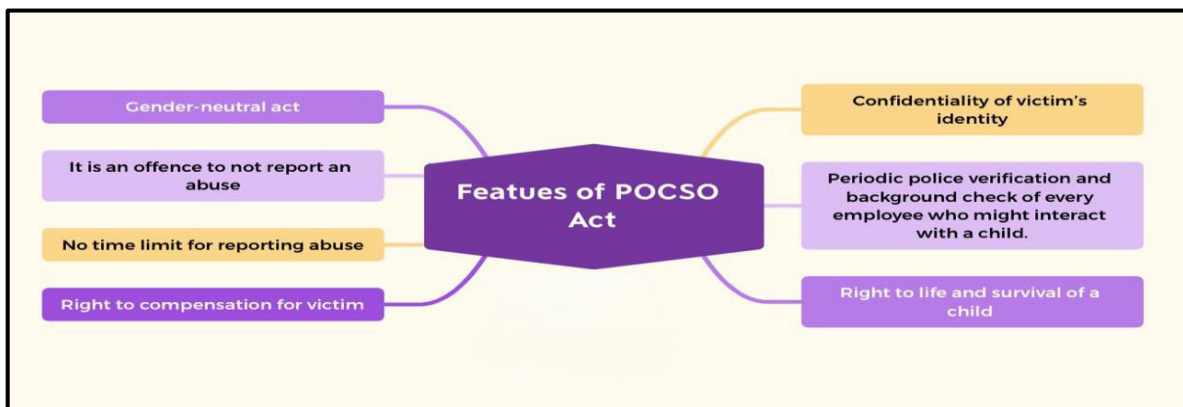 Gender-neutral act
It is an offence to not report an
abuse
No time limit for reporting abuse
Right to compensation for victim
Featues of POCSO
Act
Confidentiality of victim's
identity
Periodic police verification and
background check of every
employee who might interact
with a child.
Right to life and survival of a
child